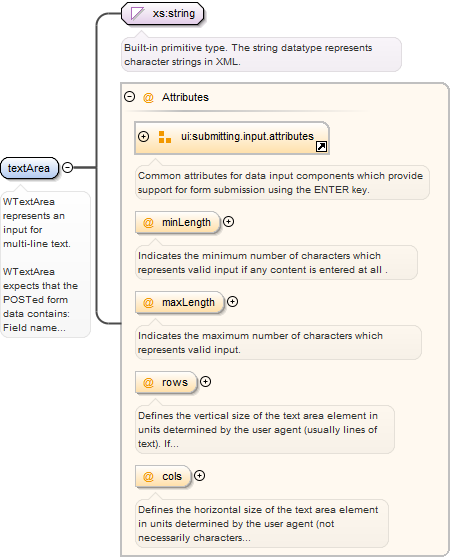 xs:string
Built-in primitive type. The string datatype represents
character strings in XML.
@ Attributes
ui:submitting.input.attributes
Common attributes for data input components which provide
support for form submission using the ENTER key.
textArea
WTextArea
represents an
input for
multi-line text.
WTextArea
expects that the
POSTed form
data contains:
Field name...
@ minLength
Indicates the minimum number of characters which
represents valid input if any content is entered at all .
@ maxLength
Indicates the maximum number of characters which
represents valid input.
@ rows
Defines the vertical size of the text area element in
units determined by the user agent (usually lines of
text). If...
@ cols
Defines the horizontal size of the text area element
in units determined by the user agent (not
necessarily characters...